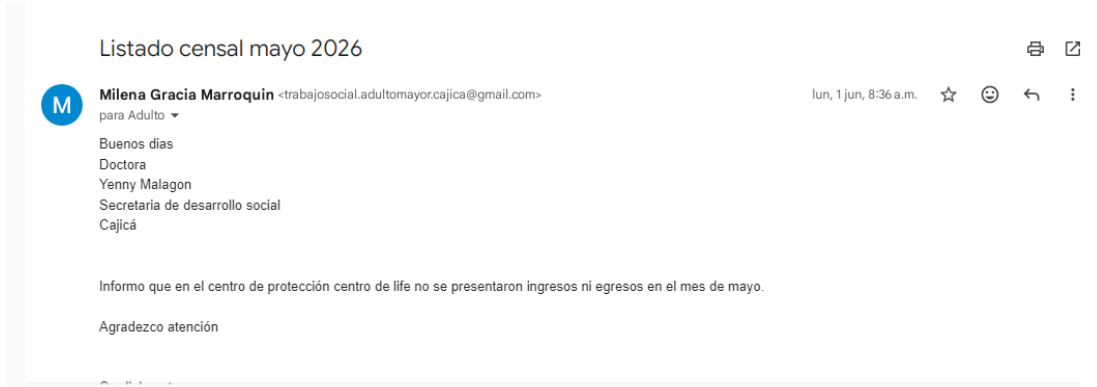 Listado censal mayo 2026
M
Milena Gracia Marroquin <trabajosocial.adultomayor.cajica@gmail.com>
lun, 1 jun, 8:36 a.m.
para Adulto
Buenos dias
Doctora
Yenny Malagon
Secretaria de desarrollo social
Cajicá
Informo que en el centro de protección centro de life no se presentaron ingresos ni egresos en el mes de mayo.
Agradezco atención